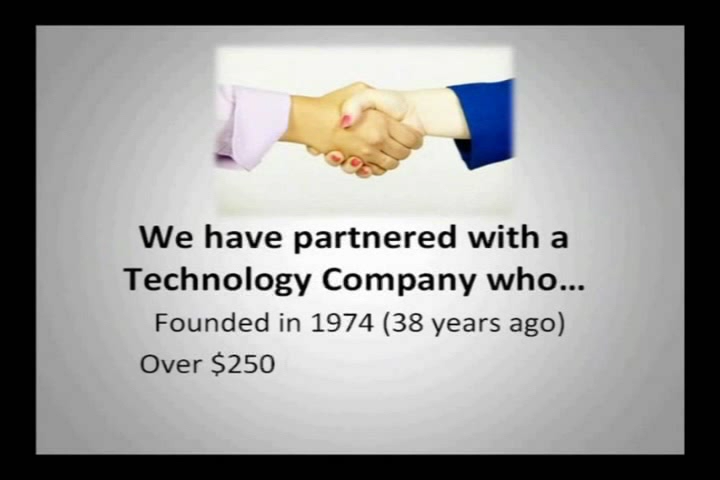 We have partnered with a
Technology Company who...
Founded in 1974 (38 years ago)
Over $250